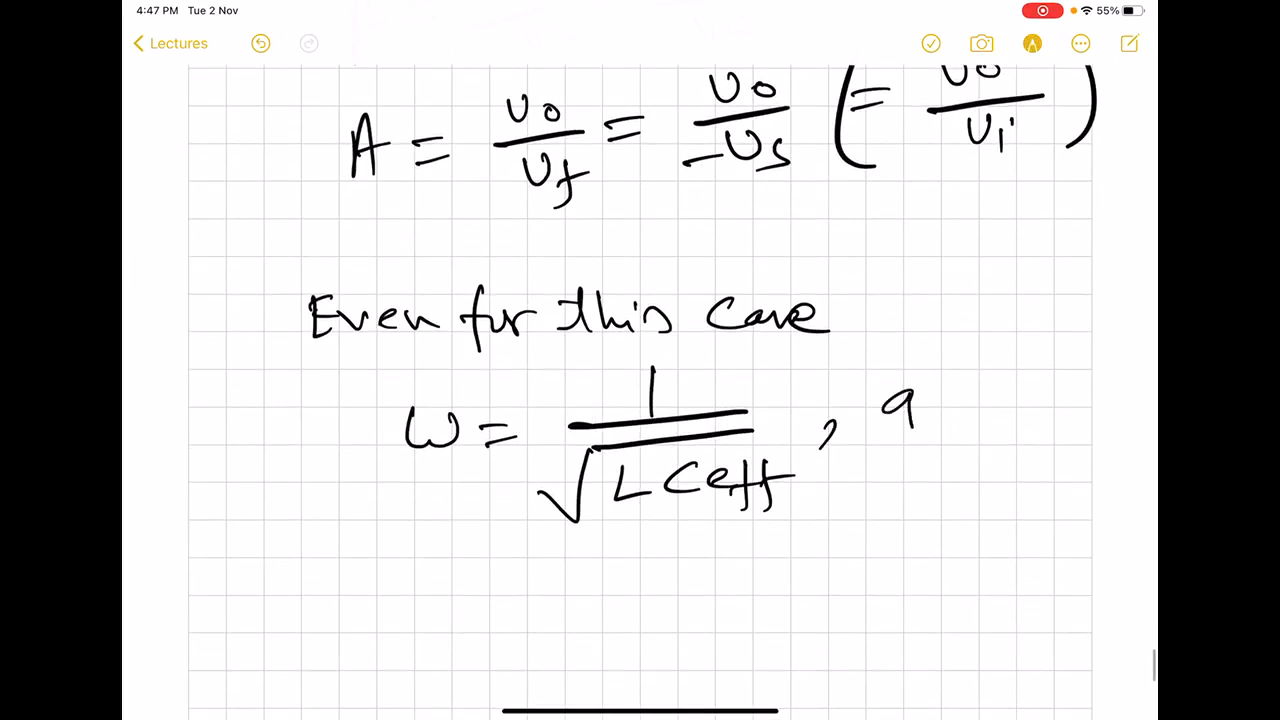 4:47 PM Tue 2 Nov 55%
Lectures
A = vo/vf = vo/-vs (= vo/vi)
Even for this case
ω = 1/√LCeff , a